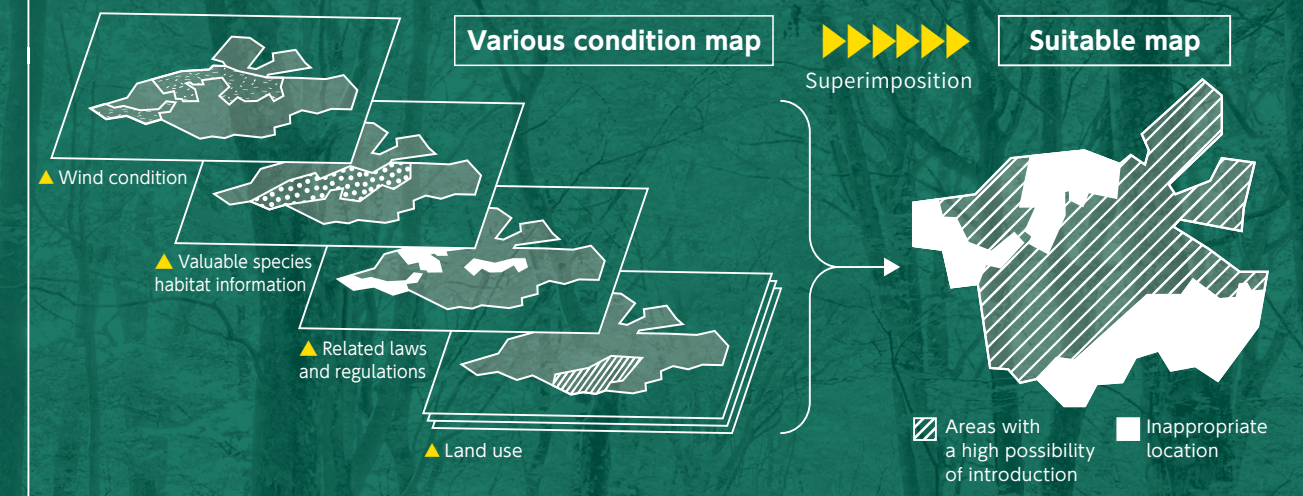 Various condition map
Superimposition
Suitable map
Wind condition
Valuable species
habitat information
Related laws
and regulations
Land use
Areas with
a high possibility
of introduction
Inappropriate
location